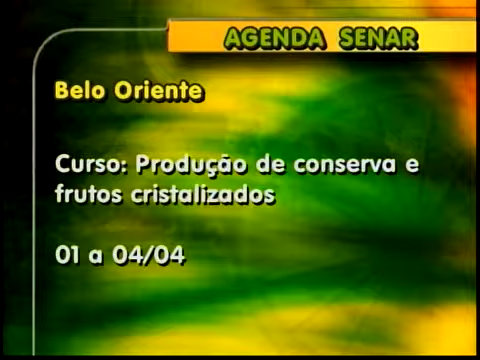 AGENDA SENAR
Belo Oriente
Curso: Produção de conserva e
frutos cristalizados
01 a 04/04